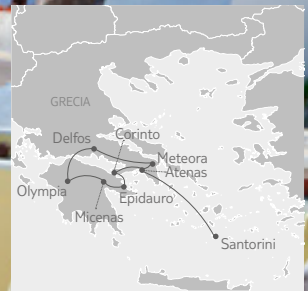 GRECIA
Corinto
Delfos
Meteora
Atenas
Olympia
Epidauro
Micenas
Santorini